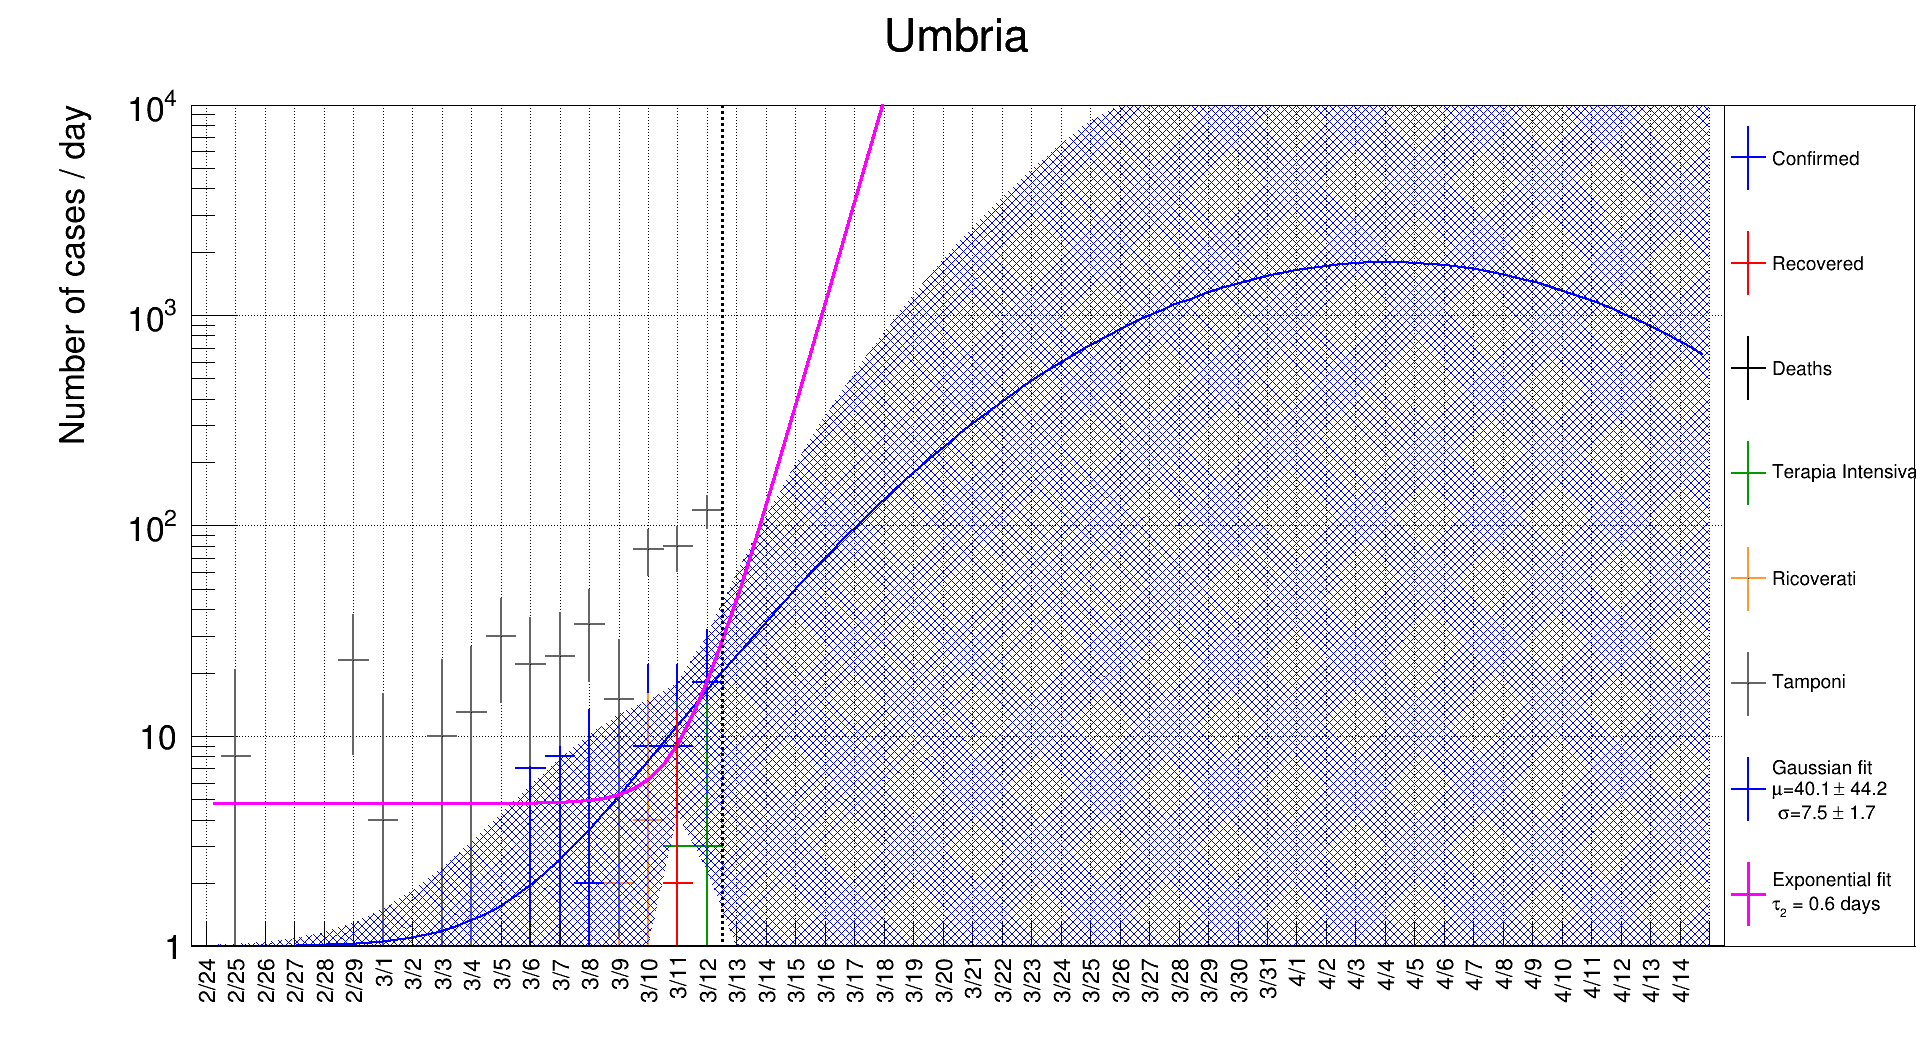 Umbria
Number of cases / day
10⁴
10³
10²
10
1
2/24 2/25 2/26 2/27 2/28 2/29 3/1 3/2 3/3 3/4 3/5 3/6 3/7 3/8 3/9 3/10 3/11 3/12 3/13 3/14 3/15 3/16 3/17 3/18 3/19 3/20 3/21 3/22 3/23 3/24 3/25 3/26 3/27 3/28 3/29 3/30 3/31 4/1 4/2 4/3 4/4 4/5 4/6 4/7 4/8 4/9 4/10 4/11 4/12 4/13 4/14
Confirmed
Recovered
Deaths
Terapia Intensiva
Ricoverati
Tamponi
Gaussian fit
μ=40.1 ± 44.2
σ=7.5 ± 1.7
Exponential fit
τ₂ = 0.6 days